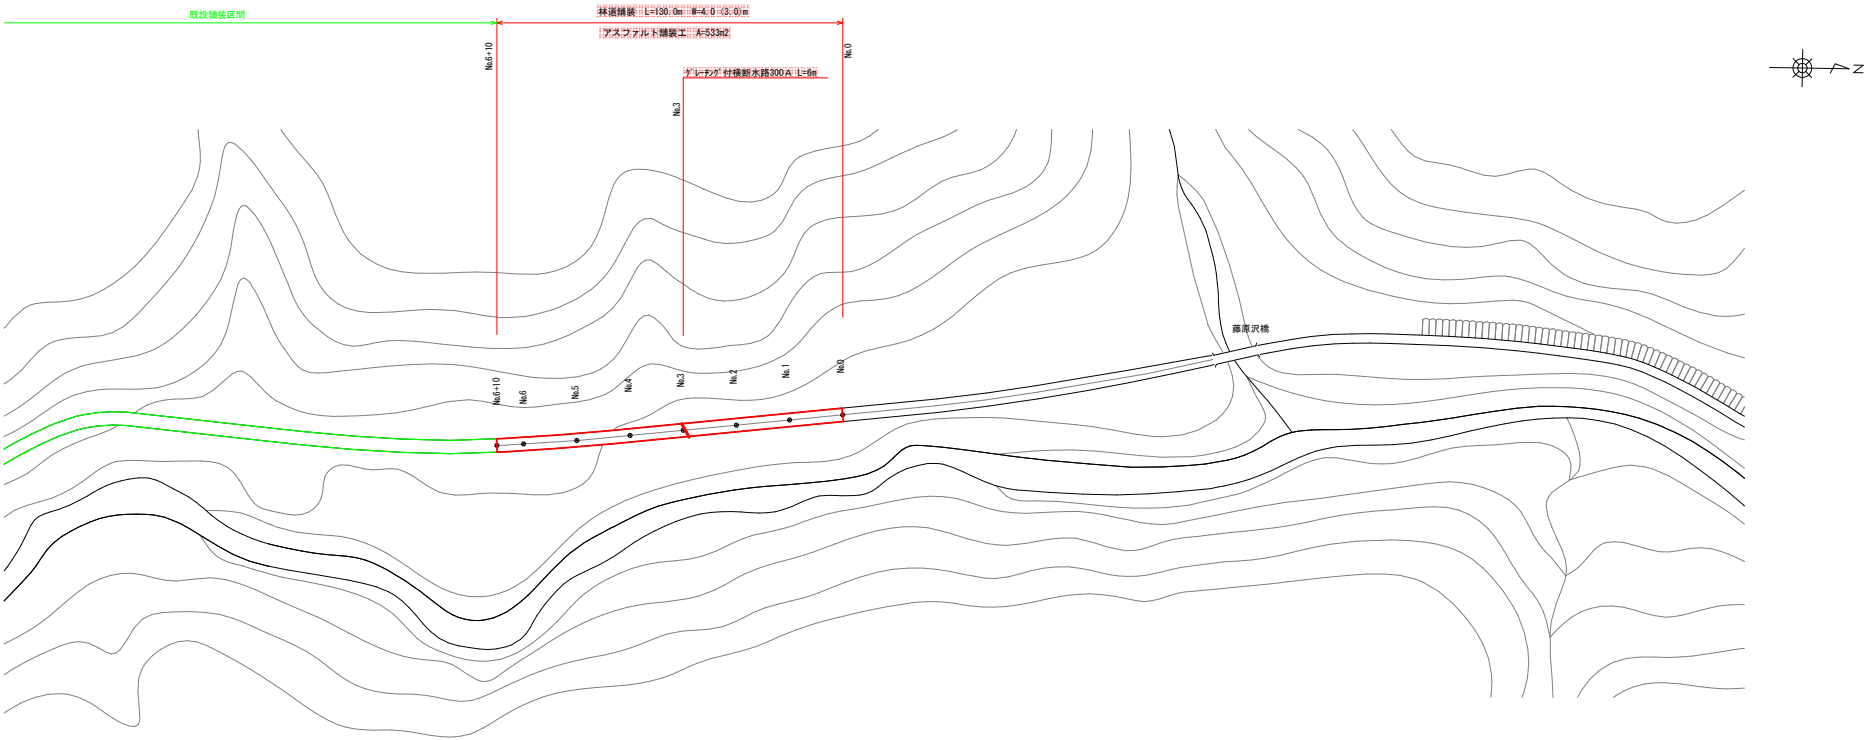 既設舗装区間
林道舗装 L=130.0m W=4.0 (3.0)m
アスファルト舗装工 A=533m2
No.6+10
No.0
グレーチング付横断水路300A L=6m
No.3
N
藤原沢橋
No.6+10
No.6
No.5
No.4
No.3
No.2
No.1
No.0